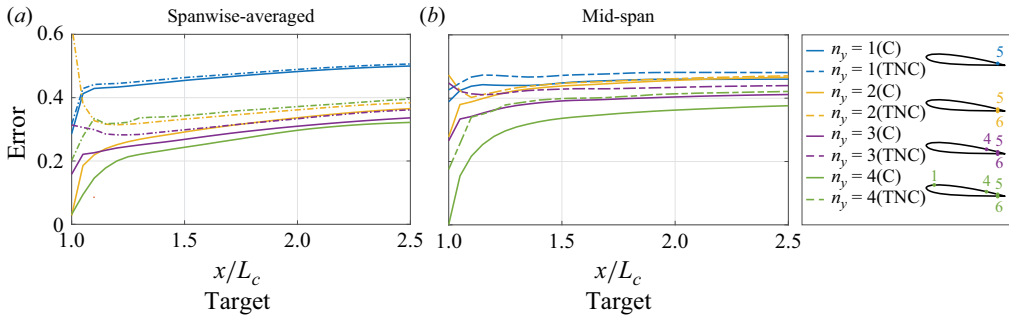 (a) Spanwise-averaged
0.6
0.4
0.2
0
Error
1.0 1.5 2.0 2.5
x/L_c
Target
(b) Mid-span
1.0 1.5 2.0 2.5
x/L_c
Target
n_y = 1(C)
n_y = 1(TNC)
n_y = 2(C)
n_y = 2(TNC)
n_y = 3(C)
n_y = 3(TNC)
n_y = 4(C)
n_y = 4(TNC)
5
5
6
4 5
6
1 4 5
6